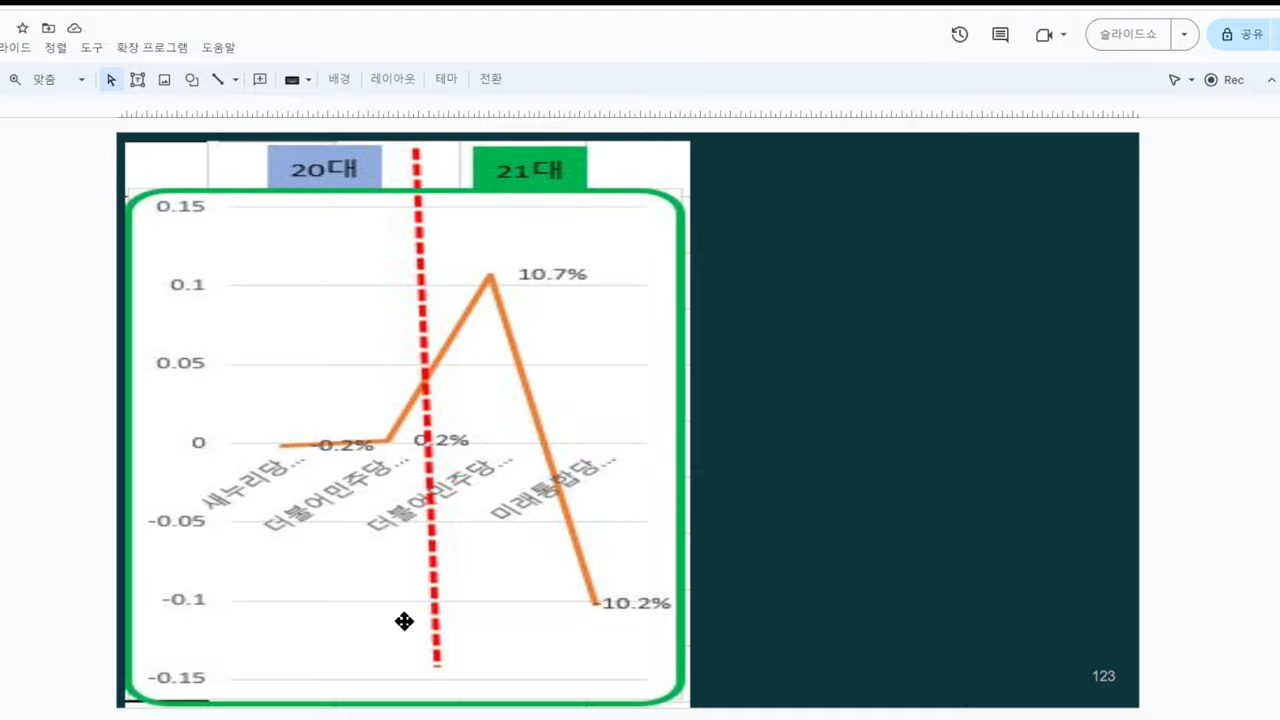 라이드 정렬 도구 확장 프로그램 도움말
슬라이드쇼
공유
맞춤
배경 레이아웃 테마 전환
Rec
20대 21대
0.15
0.1
0.05
0
-0.05
-0.1
-0.15
10.7%
-0.2%
0.2%
-10.2%
새누리당...
더불어민주당...
더불어민주당...
미래통합당...
123